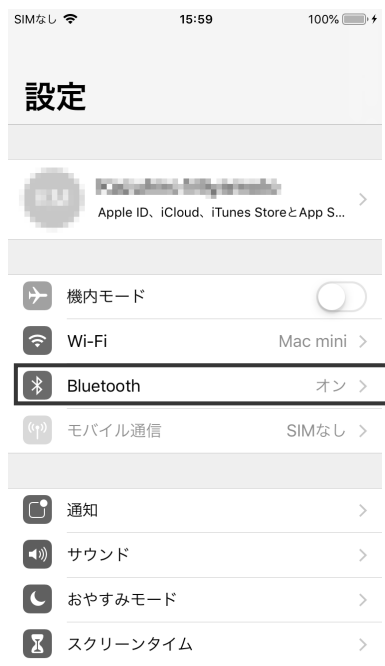 SIMなし 15:59 100%
設定
Apple ID、iCloud、iTunes StoreとApp S...
機内モード
Wi-Fi Mac mini
Bluetooth オン
モバイル通信 SIMなし
通知
サウンド
おやすみモード
スクリーンタイム